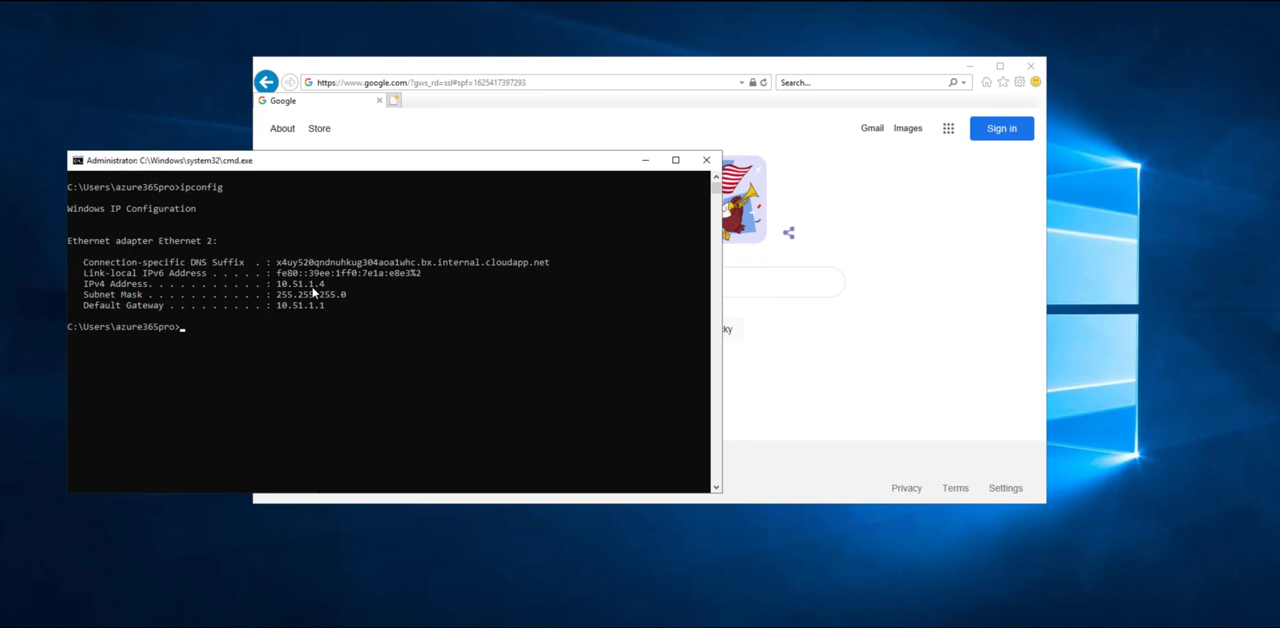 https://www.google.com/?gws_rd=ssl#spf=1625417397293
Search...
Google
About Store
Gmail Images
Sign in
Administrator: C:\Windows\system32\cmd.exe
C:\Users\azure365pro>ipconfig
Windows IP Configuration
Ethernet adapter Ethernet 2:
Connection-specific DNS Suffix . : x4uy520qndnuhkug304aoa1whc.bx.internal.cloudapp.net
Link-local IPv6 Address . . . . . : fe80::39ee:1ff0:7e1a:e8e3%2
IPv4 Address. . . . . . . . . . . : 10.51.1.4
Subnet Mask . . . . . . . . . . . : 255.255.255.0
Default Gateway . . . . . . . . . : 10.51.1.1
C:\Users\azure365pro>
cky
Privacy Terms Settings